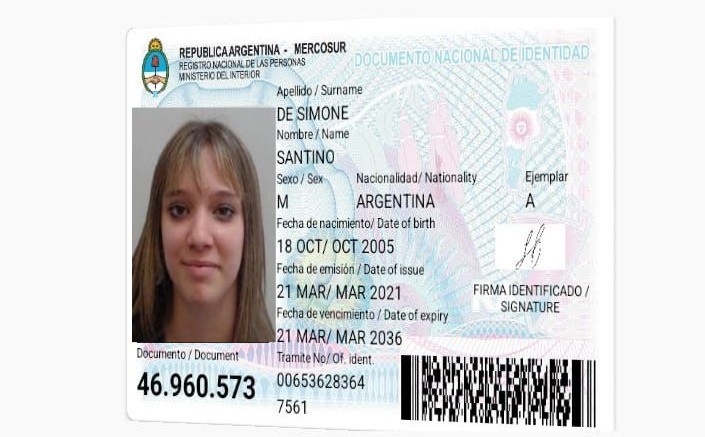 REPUBLICA ARGENTINA - MERCOSUR
REGISTRO NACIONAL DE LAS PERSONAS
MINISTERIO DEL INTERIOR
DOCUMENTO NACIONAL DE IDENTIDAD
Apellido / Surname
DE SIMONE
Nombre / Name
SANTINO
Sexo / Sex Nacionalidad/ Nationality Ejemplar
M ARGENTINA A
Fecha de nacimiento/ Date of birth
18 OCT/ OCT 2005
Fecha de emisión / Date of issue
21 MAR/ MAR 2021
FIRMA IDENTIFICADO /
SIGNATURE
Fecha de vencimiento / Date of expiry
21 MAR/ MAR 2036
Documento / Document
46.960.573
Tramite No/ Of. ident.
00653628364
7561